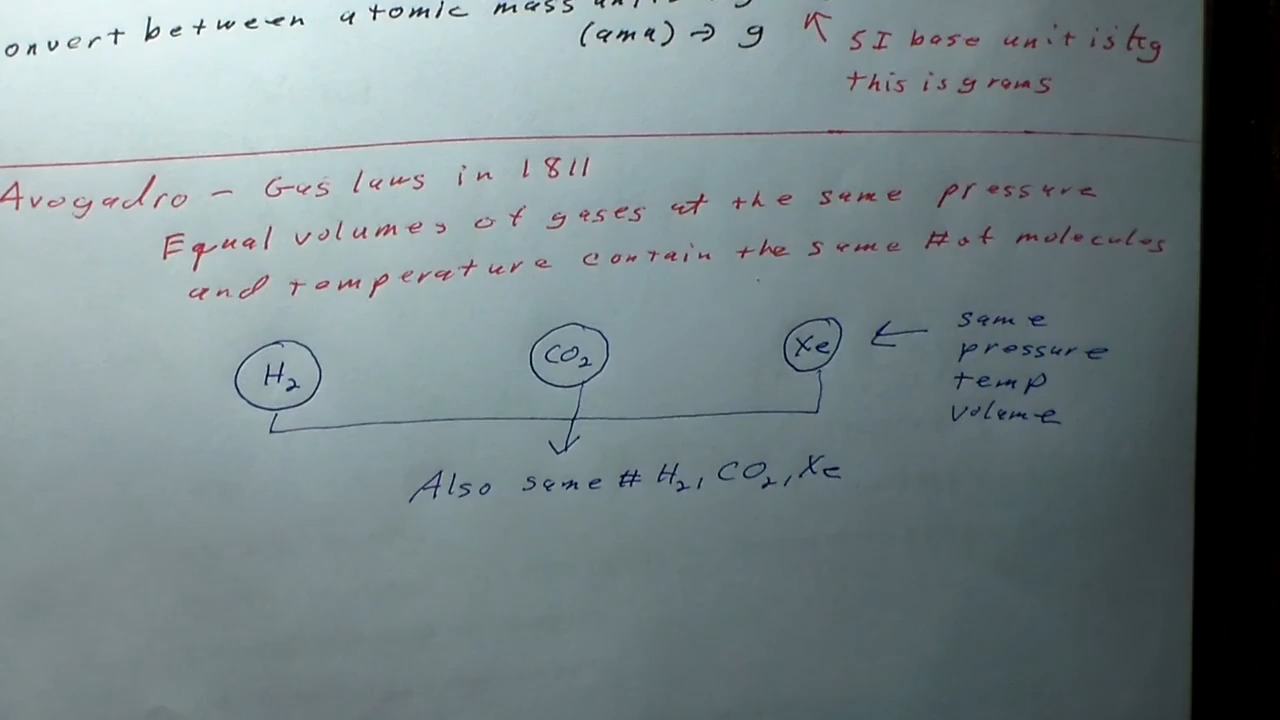 onvert between atomic mass
(amu) → g
SI base unit is kg
this is grams
Avogadro - Gas laws in 1811
Equal volumes of gases at the same pressure
and temperature contain the same # of molecules
H₂
CO₂
Xe
same
pressure
temp
volume
Also same # H₂, CO₂, Xe